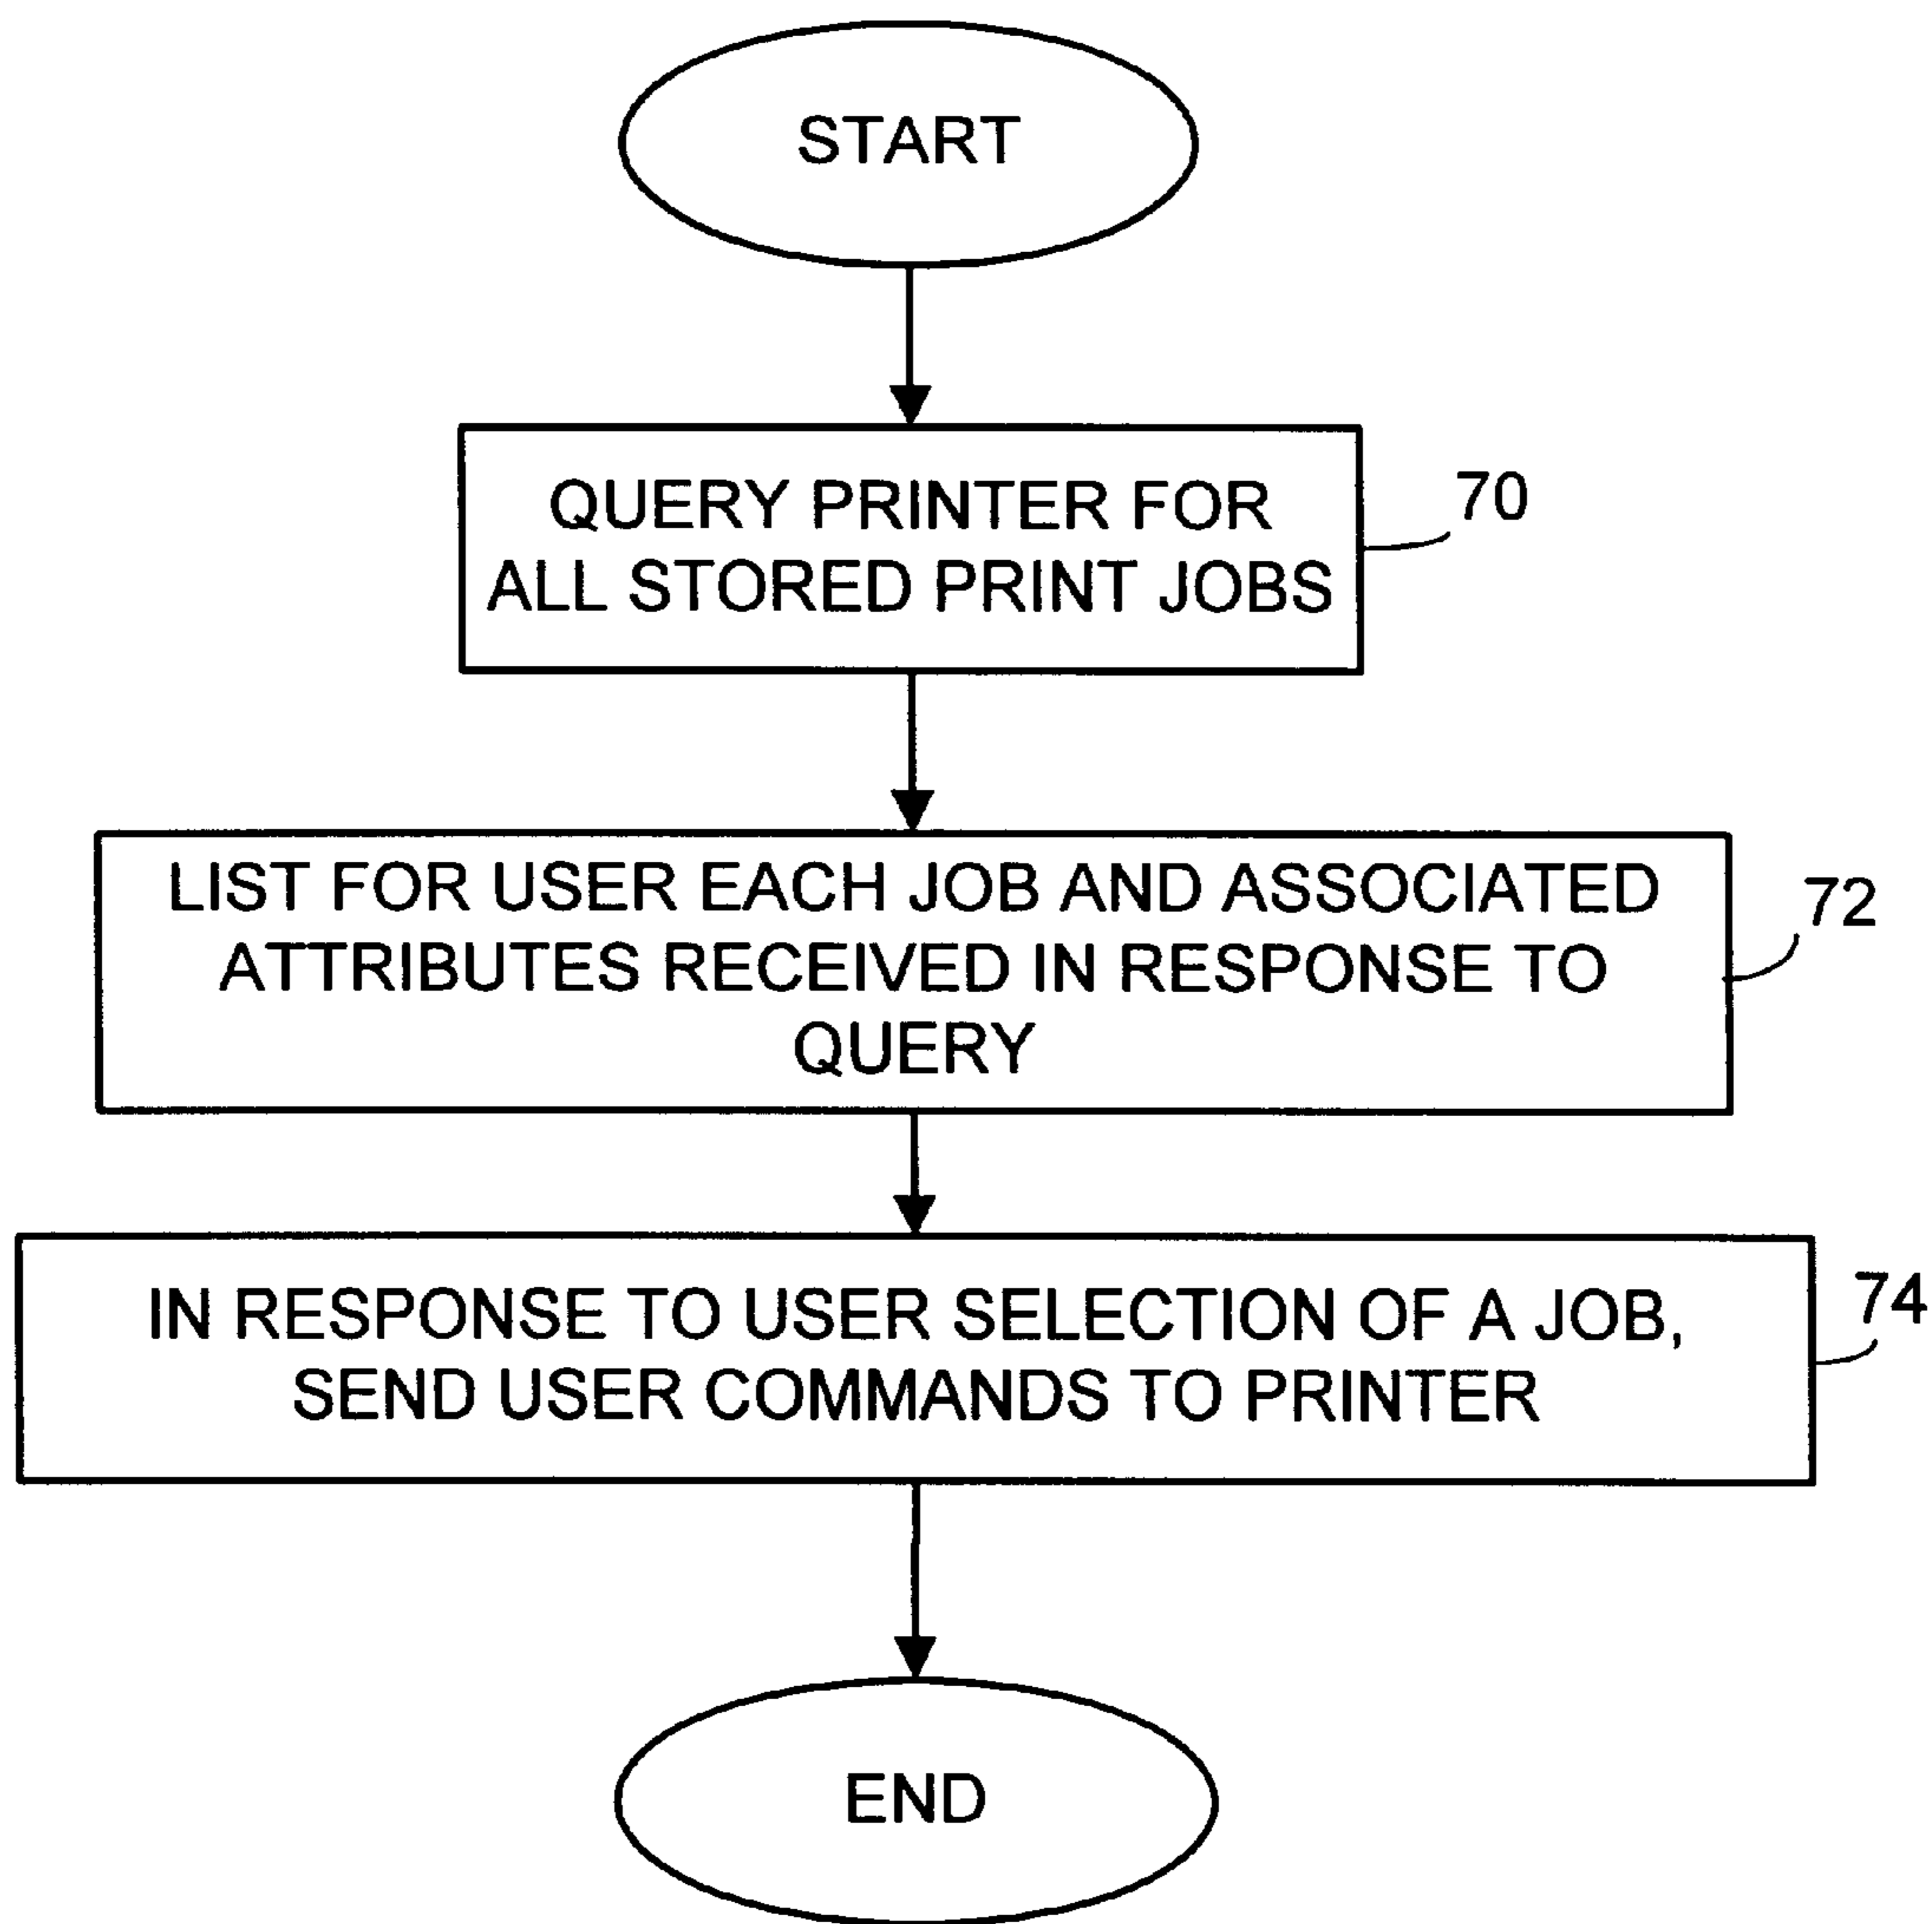 START
QUERY PRINTER FOR
ALL STORED PRINT JOBS
70
LIST FOR USER EACH JOB AND ASSOCIATED
ATTRIBUTES RECEIVED IN RESPONSE TO
QUERY
72
IN RESPONSE TO USER SELECTION OF A JOB,
SEND USER COMMANDS TO PRINTER
74
END